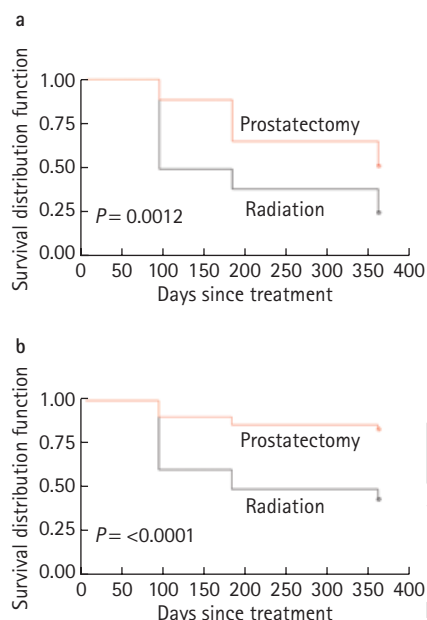 a
Survival distribution function
1.00
0.75
0.50
0.25
0.00
Prostatectomy
Radiation
P = 0.0012
0 50 100 150 200 250 300 350 400
Days since treatment
b
Survival distribution function
1.00
0.75
0.50
0.25
0.00
Prostatectomy
Radiation
P = <0.0001
0 50 100 150 200 250 300 350 400
Days since treatment